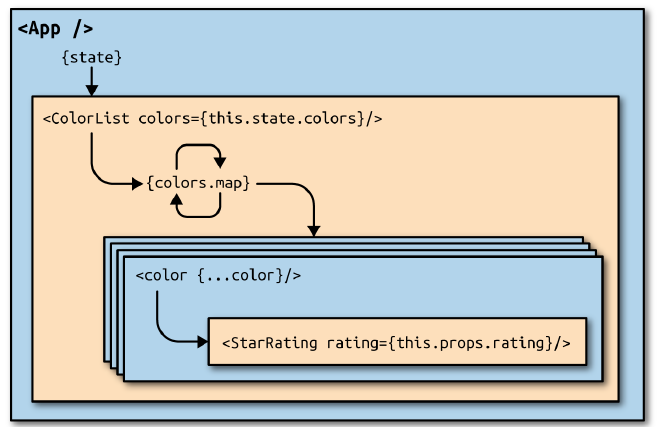 <App />
{state}
<ColorList colors={this.state.colors}/>
{colors.map}
<color {...color}/>
<StarRating rating={this.props.rating}/>